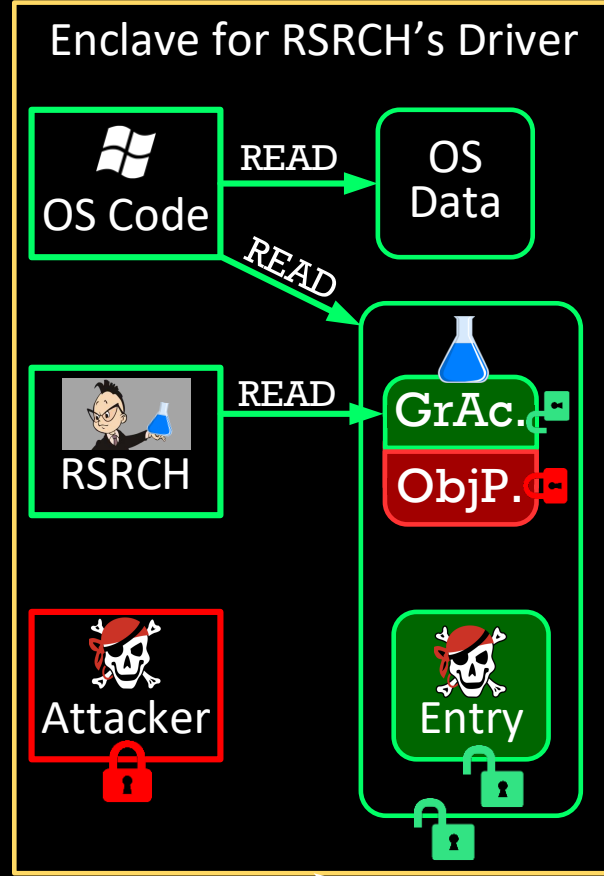 Enclave for RSRCH's Driver
OS Code
READ
OS
Data
READ
RSRCH
READ
GrAc.
ObjP.
Attacker
Entry